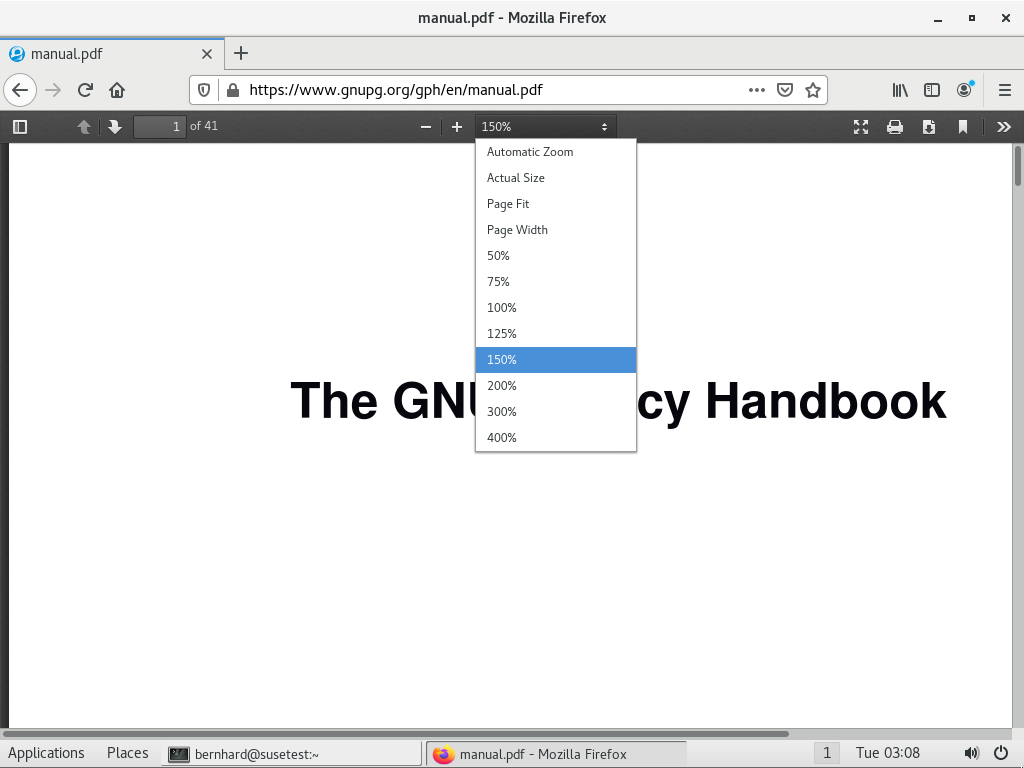 manual.pdf - Mozilla Firefox
manual.pdf
https://www.gnupg.org/gph/en/manual.pdf
1 of 41
150%
Automatic Zoom
Actual Size
Page Fit
Page Width
50%
75%
100%
125%
150%
200%
300%
400%
The GNU cy Handbook
Applications Places bernhard@susetest:~ manual.pdf - Mozilla Firefox 1 Tue 03:08